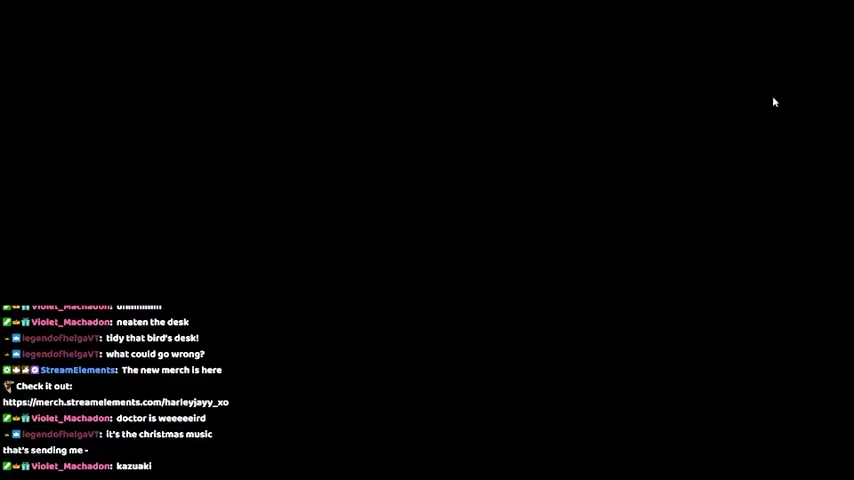 Violet_Machadon:
Violet_Machadon: neaten the desk
legendofhelgaVT: tidy that bird's desk!
legendofhelgaVT: what could go wrong?
StreamElements: The new merch is here
Check it out:
https://merch.streamelements.com/harleyjayy_xo
Violet_Machadon: doctor is weeeeeird
legendofhelgaVT: it's the christmas music
that's sending me -
Violet_Machadon: kazuaki